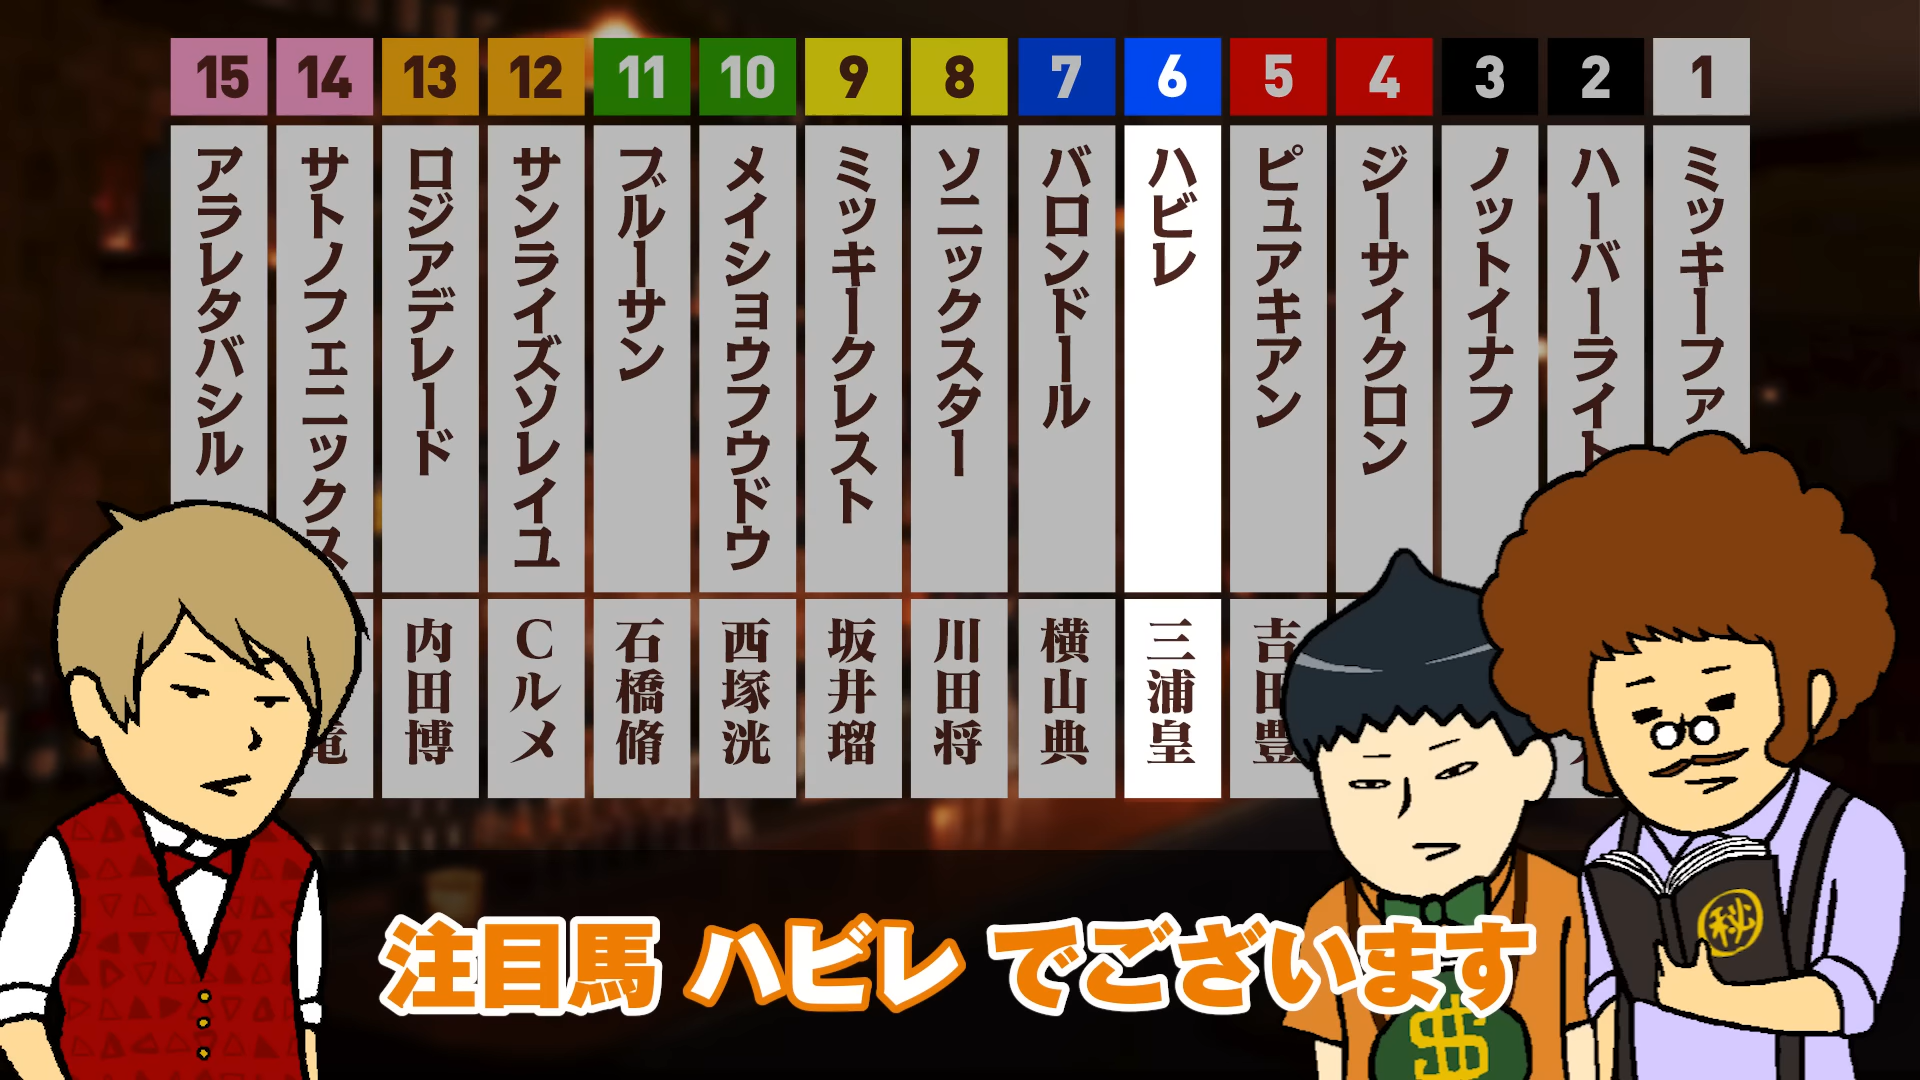 1
ミッキーファ
2
ハーバーライト
3
ノットイナフ
4
ジーサイクロン
5
ピュアキアン
吉田豊
6
ハビレ
三浦皇
7
バロンドール
横山典
8
ソニックスター
川田将
9
ミッキークレスト
坂井瑠
10
メイショウフウドウ
西塚洸
11
ブルーサン
石橋脩
12
サンライズソレイユ
Cルメ
13
ロジアデレード
内田博
14
サトノフェニックス
竜
15
アラレタバシル
注目馬 ハビレ でございます
秘
$